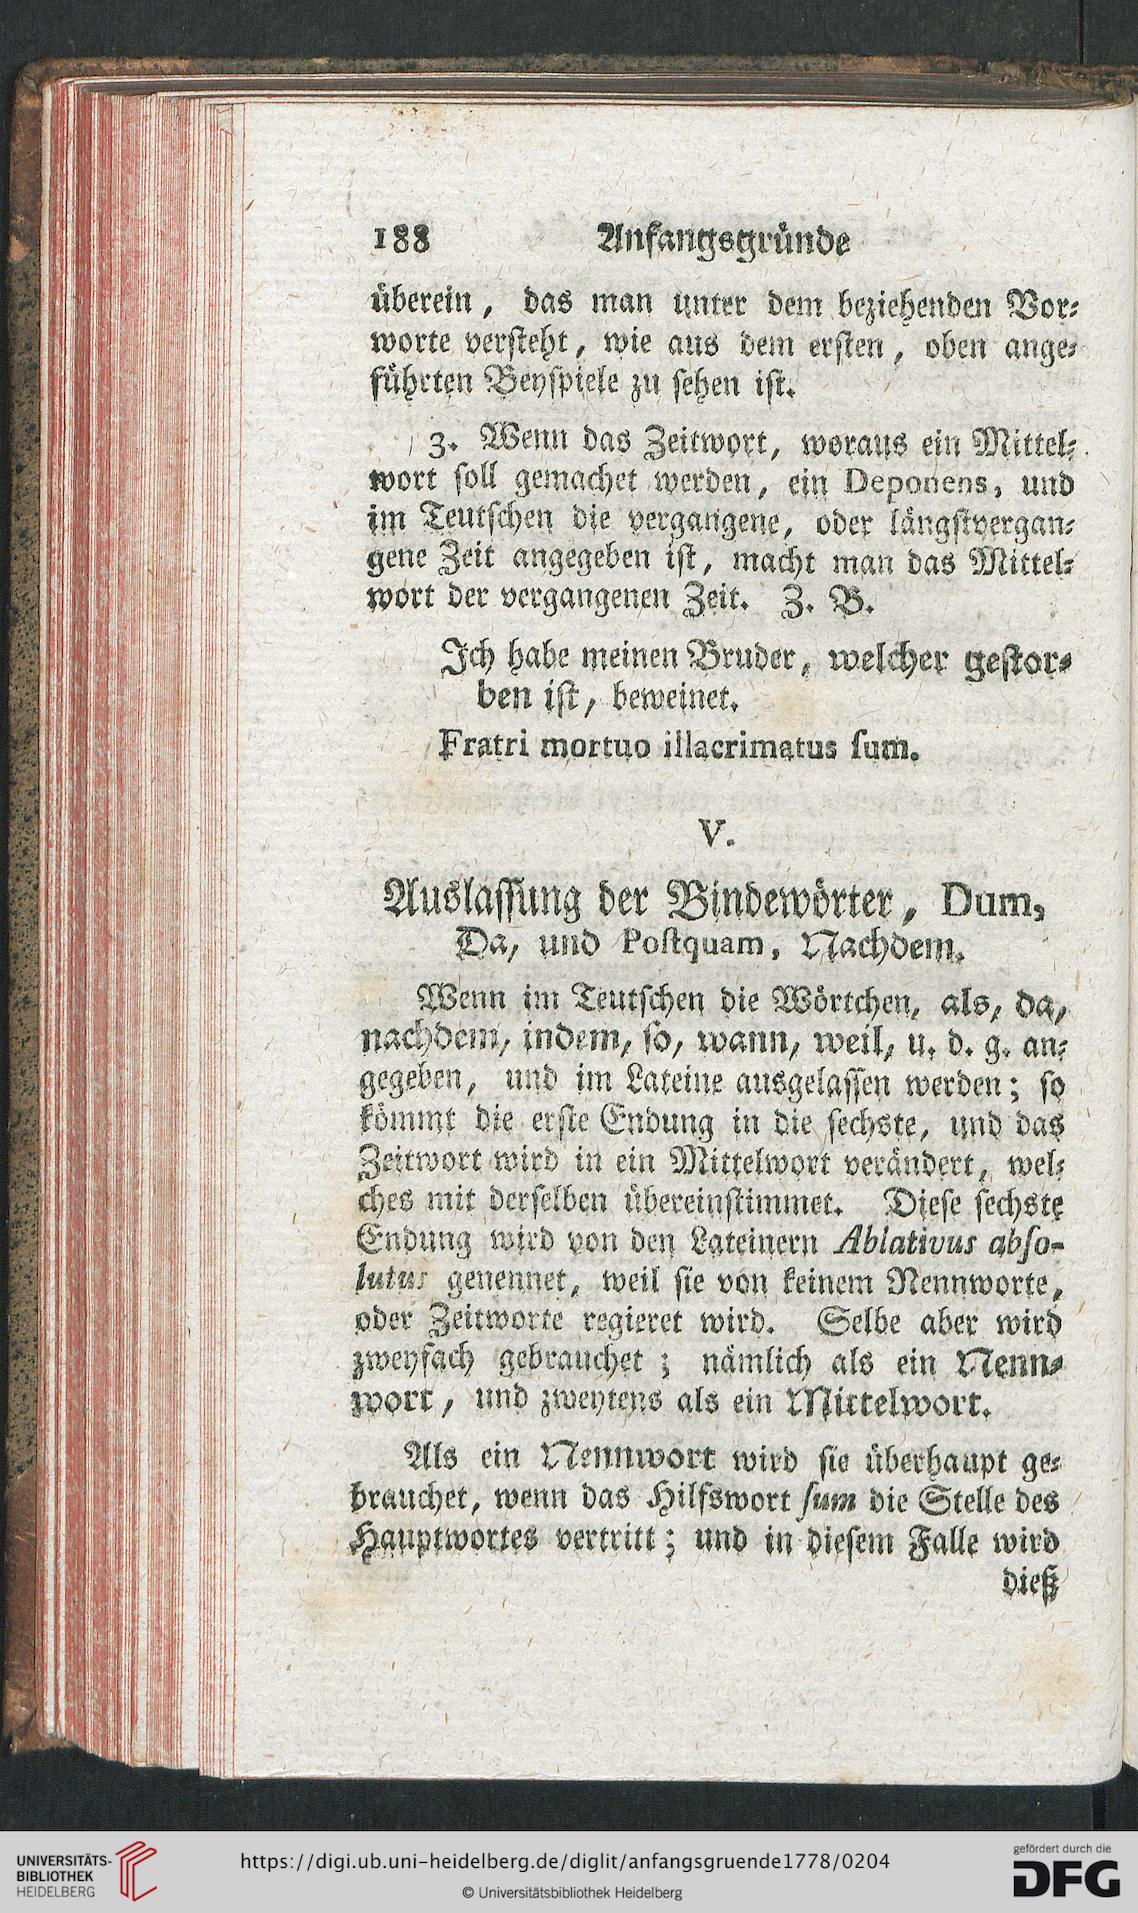 188 Anfangsgründe
überein, das man unter dem beziehenden Vor-
worte versteht, wie aus dem ersten, oben ange-
führten Beyspiele zu sehen ist.
3. Wenn das Zeitwort, woraus ein Mittel-
wort soll gemachet werden, ein Deponens, und
im Teutschen die vergangene, oder längstvergan-
gene Zeit angegeben ist, macht man das Mittel-
wort der vergangenen Zeit. Z. B.
Ich habe meinen Bruder, welcher gestor-
ben ist, beweinet.
Fratri mortuo illacrimatus sum.
V.
Auslassung der Bindewörter, Dum,
Da, und Postquam, Nachdem.
Wenn im Teutschen die Wörtchen, als, da,
nachdem, indem, so, wann, weil, u. d. g. an-
gegeben, und im Lateine ausgelassen werden; so
kömmt die erste Endung in die sechste, und das
Zeitwort wird in ein Mittelwort verändert, wel-
ches mit derselben übereinstimmet. Diese sechste
Endung wird von den Lateinern Ablativus abso-
lutus genennet, weil sie von keinem Nennworte,
oder Zeitworte regieret wird. Selbe aber wird
zweyfach gebrauchet; nämlich als ein Nenn-
wort, und zweytens als ein Mittelwort.
Als ein Nennwort wird sie überhaupt ge-
brauchet, wenn das Hilfswort sum die Stelle des
Hauptwortes vertritt; und in diesem Falle wird
dieß
UNIVERSITÄTS-
BIBLIOTHEK
HEIDELBERG
https://digi.ub.uni-heidelberg.de/diglit/anfangsgruende1778/0204
© Universitätsbibliothek Heidelberg
gefördert durch die
DFG